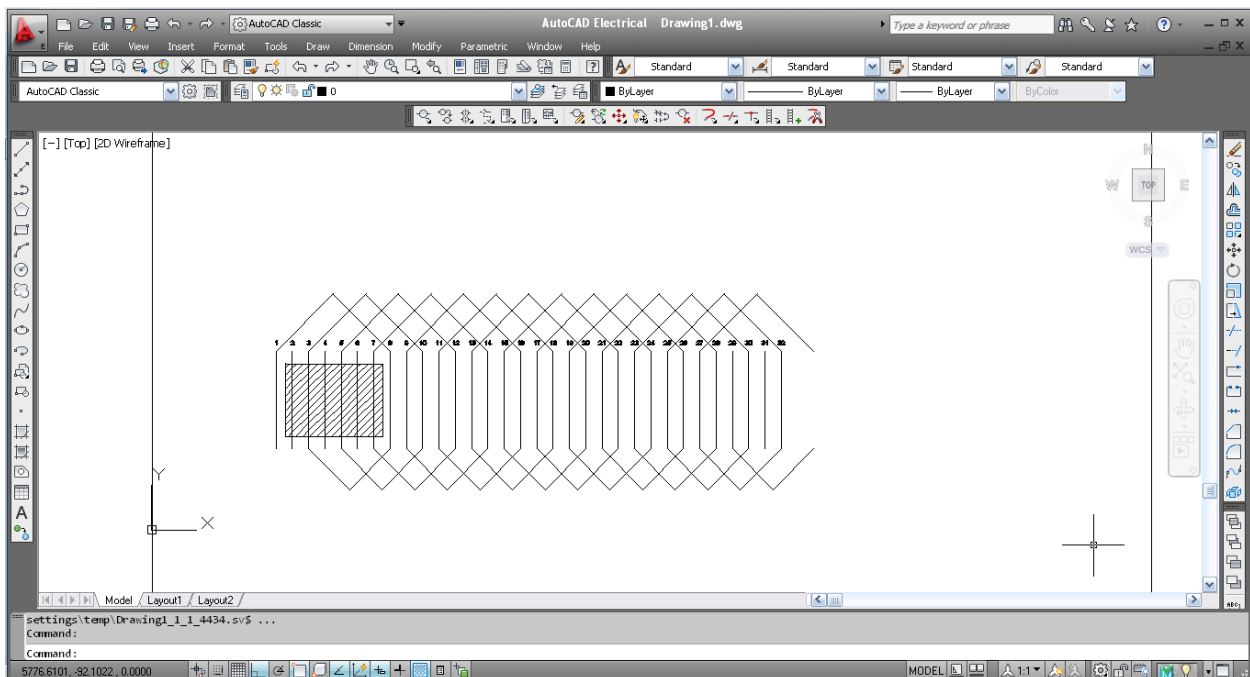 AutoCAD Classic
AutoCAD Electrical Drawing1.dwg
Type a keyword or phrase
File Edit View Insert Format Tools Draw Dimension Modify Parametric Window Help
Standard Standard Standard Standard
AutoCAD Classic 0 ByLayer ByLayer ByLayer ByColor
[−] [Top] [2D Wireframe]
N
W TOP E
S
WCS
1 2 3 4 5 6 7 8 9 10 11 12 13 14 15 16 17 18 19 20 21 22 23 24 25 26 27 28 29 30 31 32
Y
X
A
Model Layout1 Layout2
ABC
settings\temp\Drawing1_1_1_4434.sv$ ...
Command:
Command:
5776.6101, -92.1022 , 0.0000
MODEL 1:1